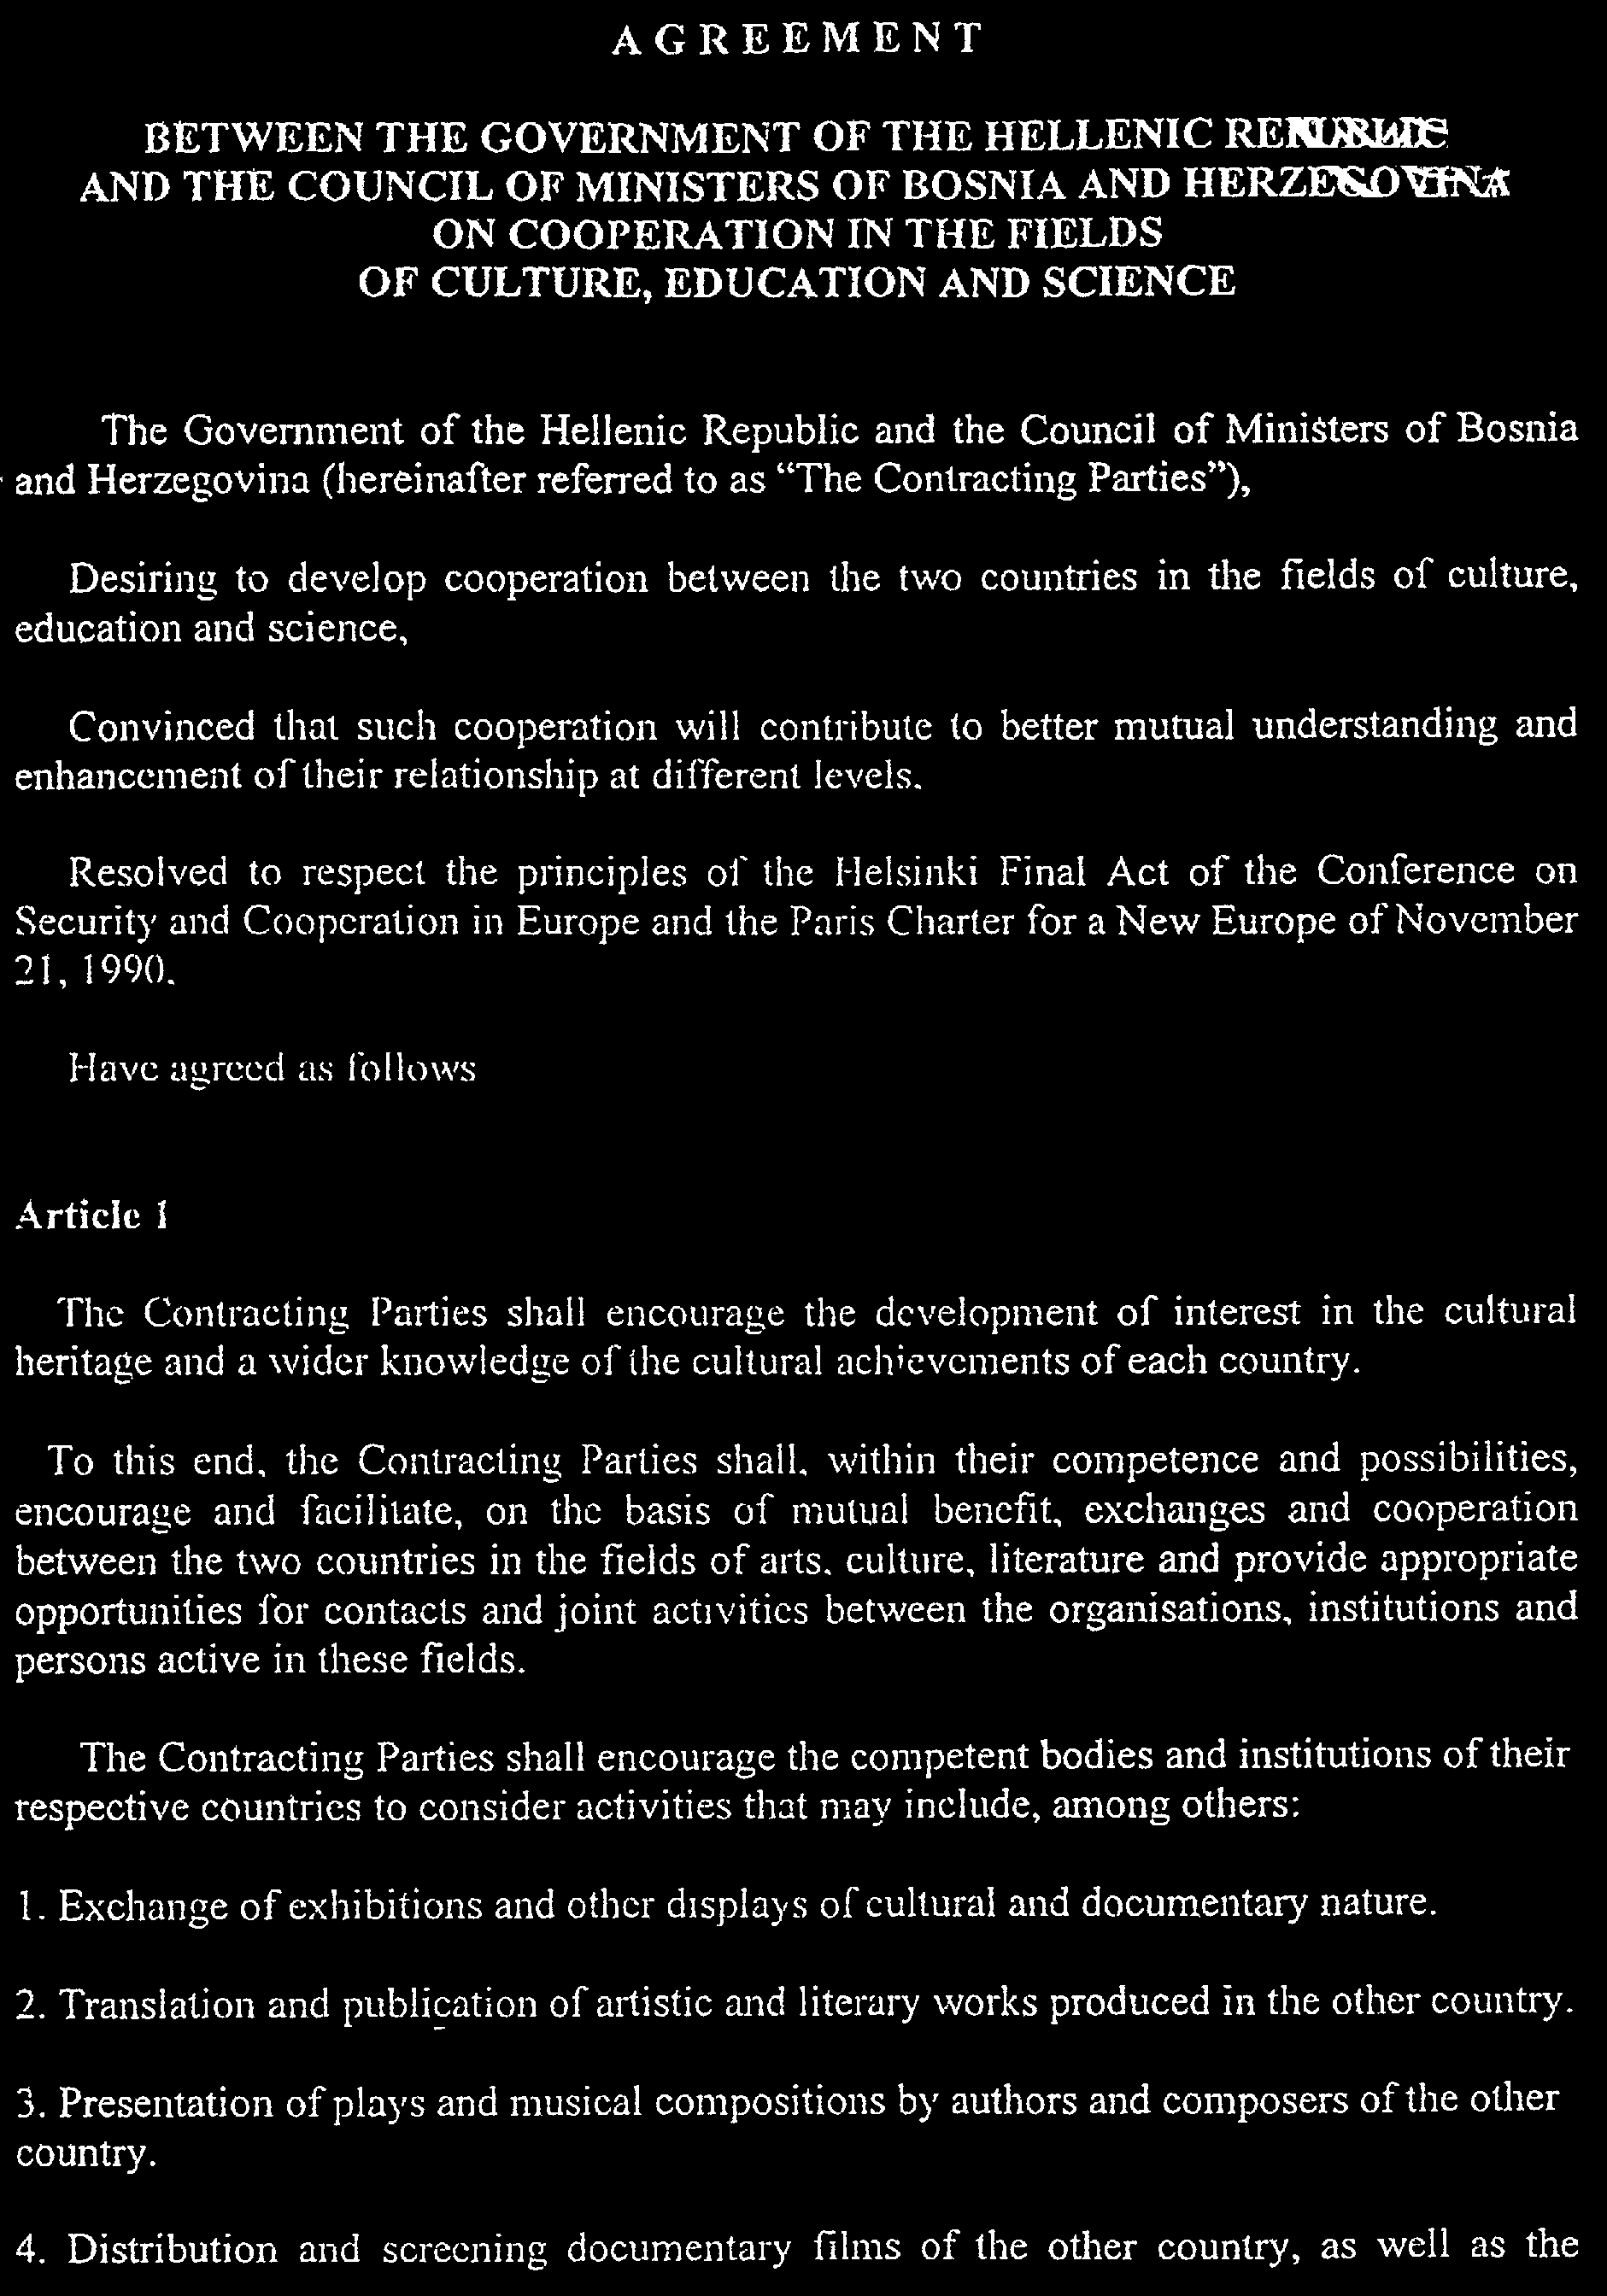 AGREEMENT
BETWEEN THE GOVERNMENT OF THE HELLENIC REPUBLIC
AND THE COUNCIL OF MINISTERS OF BOSNIA AND HERZEGOVINA
ON COOPERATION IN THE FIELDS
OF CULTURE, EDUCATION AND SCIENCE
The Government of the Hellenic Republic and the Council of Ministers of Bosnia
and Herzegovina (hereinafter referred to as “The Contracting Parties”),
Desiring to develop cooperation between the two countries in the fields of culture,
education and science,
Convinced that such cooperation will contribute to better mutual understanding and
enhancement of their relationship at different levels.
Resolved to respect the principles of the Helsinki Final Act of the Conference on
Security and Cooperation in Europe and the Paris Charter for a New Europe of November
21, 1990.
Have agreed as follows
Article 1
The Contracting Parties shall encourage the development of interest in the cultural
heritage and a wider knowledge of the cultural achievements of each country.
To this end, the Contracting Parties shall, within their competence and possibilities,
encourage and facilitate, on the basis of mutual benefit, exchanges and cooperation
between the two countries in the fields of arts, culture, literature and provide appropriate
opportunities for contacts and joint activities between the organisations, institutions and
persons active in these fields.
The Contracting Parties shall encourage the competent bodies and institutions of their
respective countries to consider activities that may include, among others:
1. Exchange of exhibitions and other displays of cultural and documentary nature.
2. Translation and publication of artistic and literary works produced in the other country.
3. Presentation of plays and musical compositions by authors and composers of the other
country.
4. Distribution and screening documentary films of the other country, as well as the